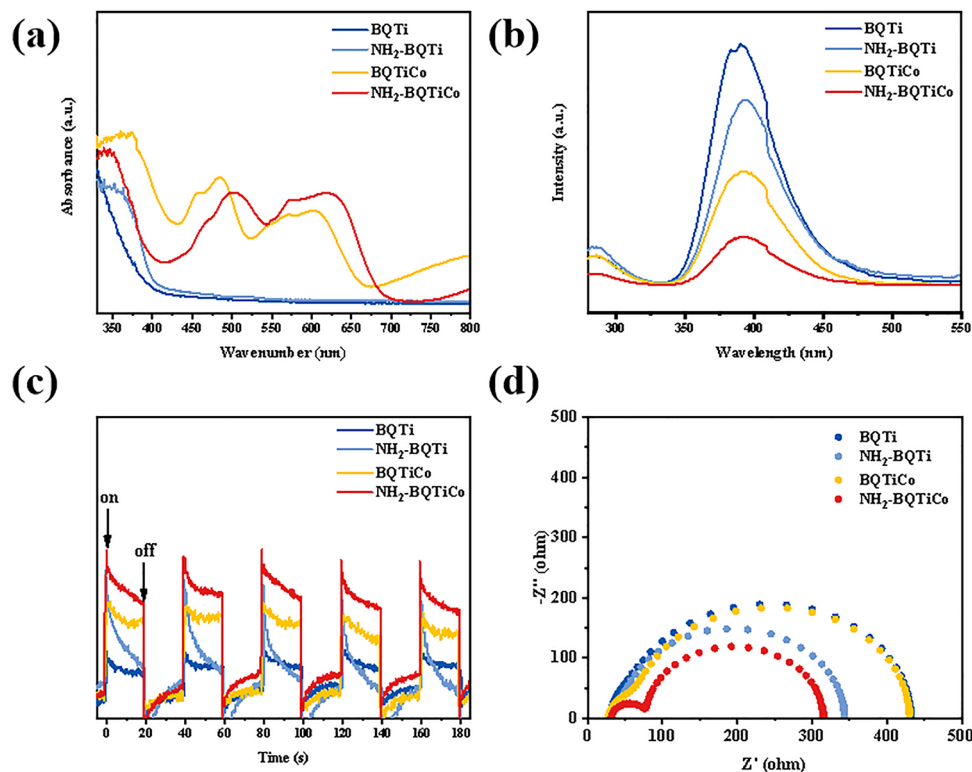 (a)
BQTi
NH2-BQTi
BQTiCo
NH2-BQTiCo
Absorbance (a.u.)
350 400 450 500 550 600 650 700 750 800
Wavenumber (nm)
(b)
BQTi
NH2-BQTi
BQTiCo
NH2-BQTiCo
Intensity (a.u.)
300 350 400 450 500 550
Wavelength (nm)
(c)
BQTi
NH2-BQTi
BQTiCo
NH2-BQTiCo
on
off
0 20 40 60 80 100 120 140 160 180
Time (s)
(d)
500
400
300
200
100
0
BQTi
NH2-BQTi
BQTiCo
NH2-BQTiCo
-Z'' (ohm)
0 100 200 300 400 500
Z' (ohm)